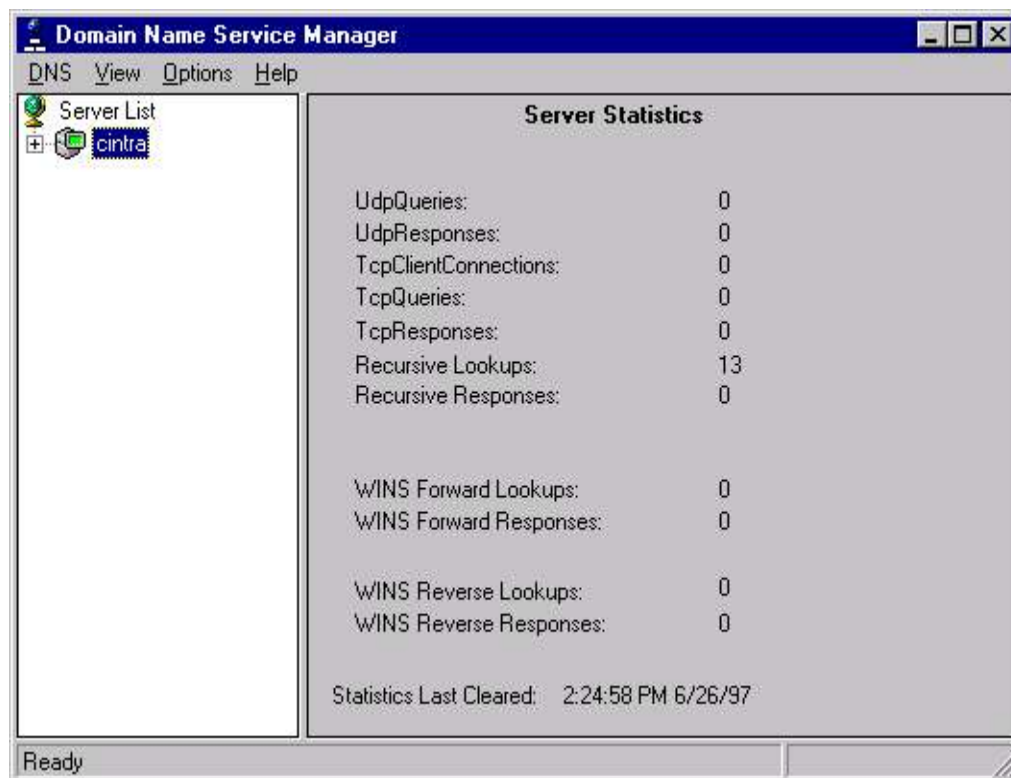 Domain Name Service Manager
DNS View Options Help
Server List
cintra
Server Statistics
UdpQueries: 0
UdpResponses: 0
TcpClientConnections: 0
TcpQueries: 0
TcpResponses: 0
Recursive Lookups: 13
Recursive Responses: 0
WINS Forward Lookups: 0
WINS Forward Responses: 0
WINS Reverse Lookups: 0
WINS Reverse Responses: 0
Statistics Last Cleared: 2:24:58 PM 6/26/97
Ready